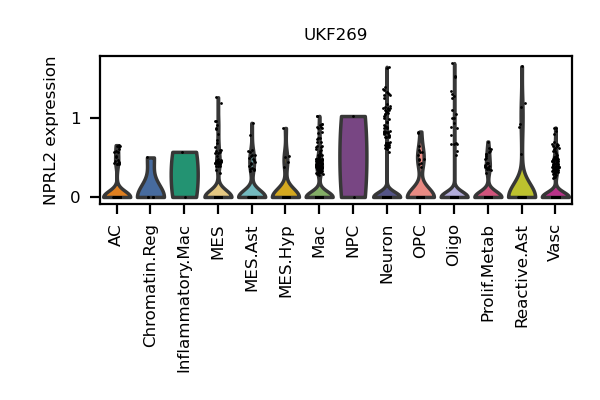 UKF269
NPRL2 expression
1
0
AC
Chromatin.Reg
Inflammatory.Mac
MES
MES.Ast
MES.Hyp
Mac
NPC
Neuron
OPC
Oligo
Prolif.Metab
Reactive.Ast
Vasc